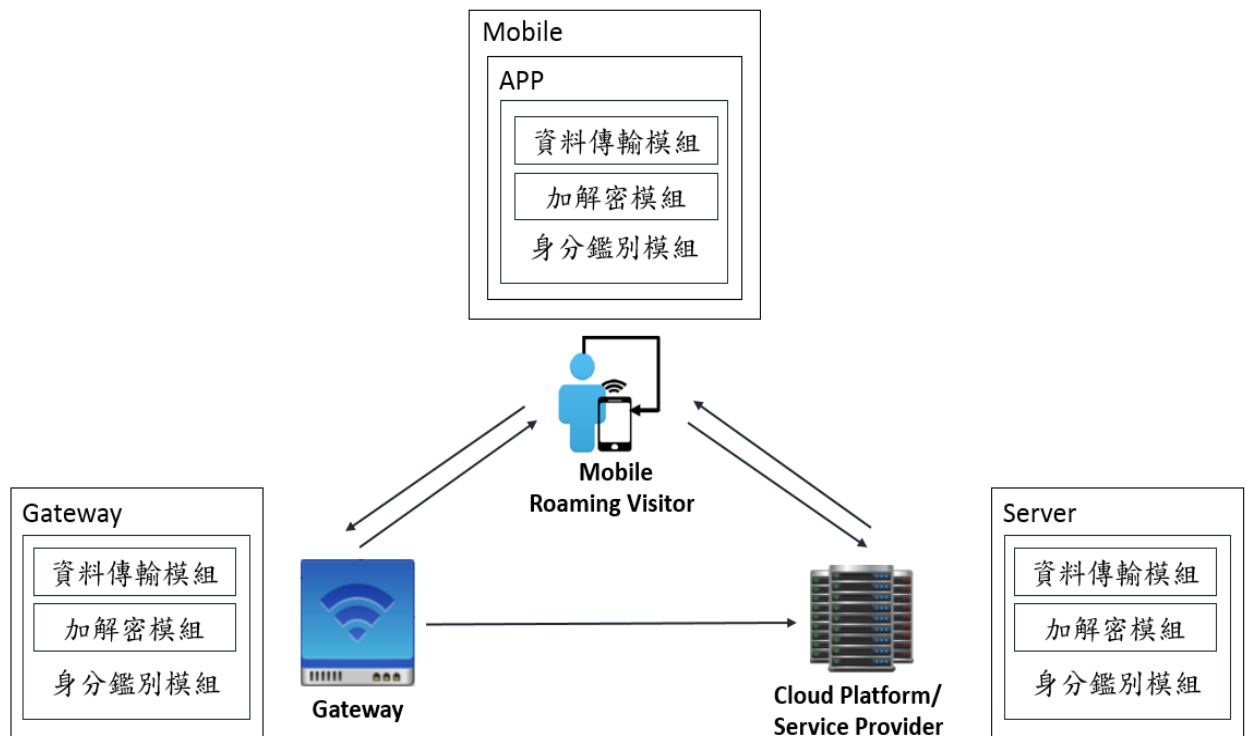 Mobile
APP
資料傳輸模組
加解密模組
身分鑑別模組
Mobile
Roaming Visitor
Gateway
資料傳輸模組
加解密模組
身分鑑別模組
Gateway
Cloud Platform/
Service Provider
Server
資料傳輸模組
加解密模組
身分鑑別模組